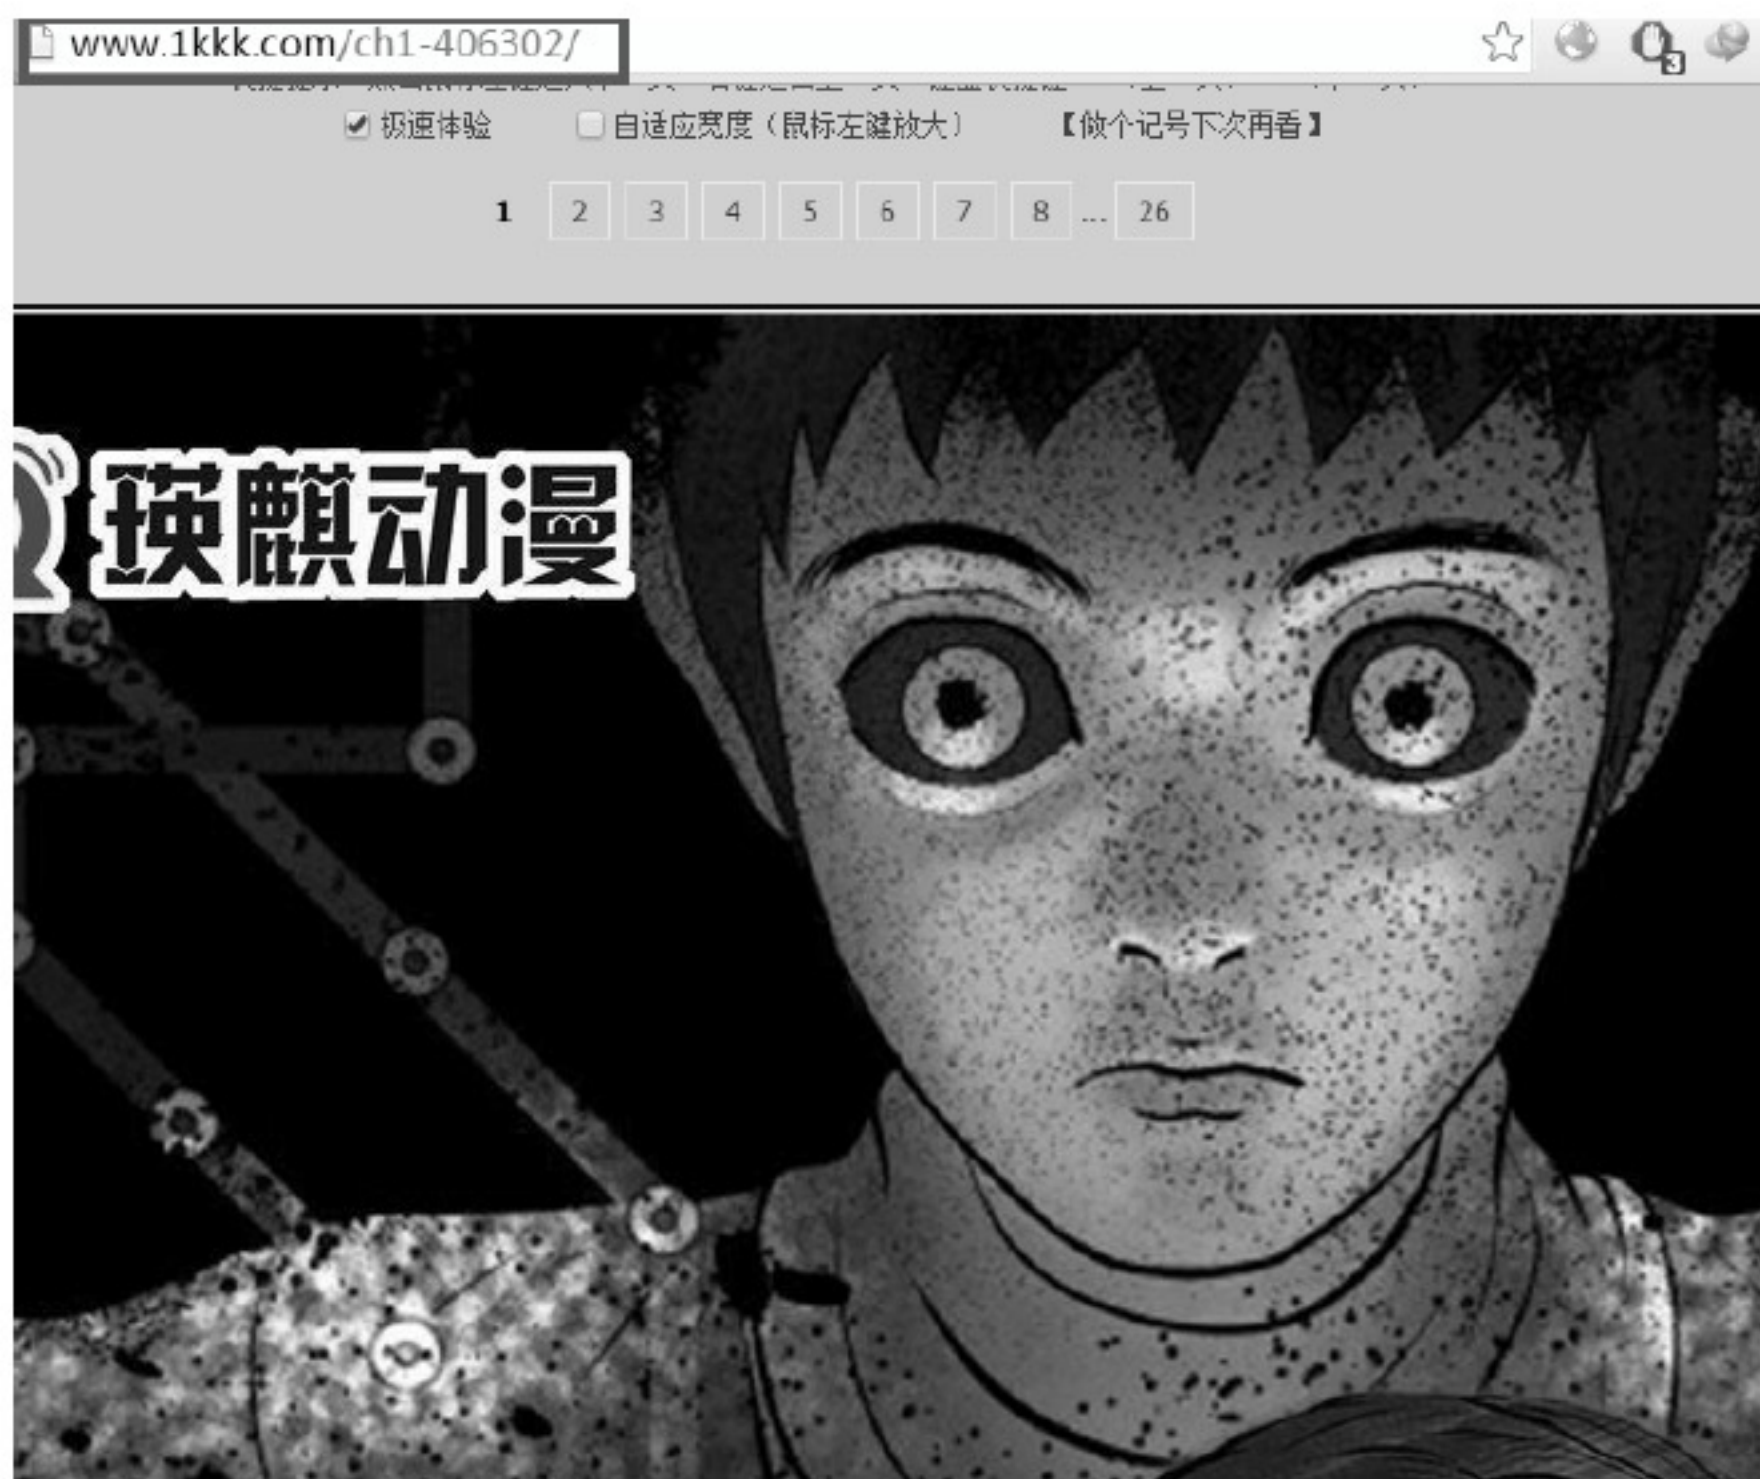 www.1kkk.com/ch1-406302/
3
极速体验 自适应宽度（鼠标左键放大） 【做个记号下次再看】
1 2 3 4 5 6 7 8 ... 26
瑛麒动漫